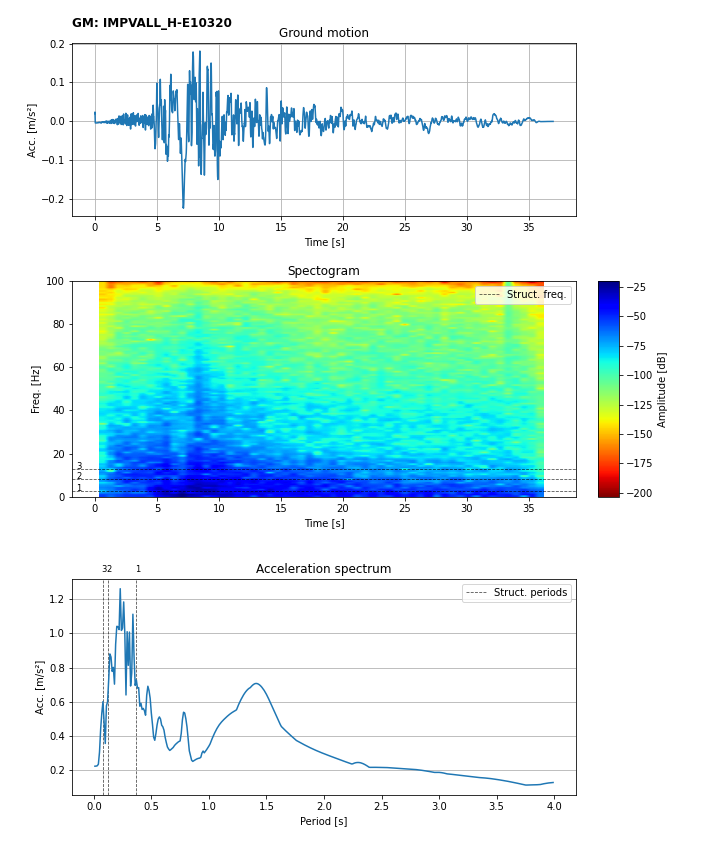 GM: IMPVALL_H-E10320
Ground motion
0.2
0.1
0.0
−0.1
−0.2
Acc. [m/s²]
0 5 10 15 20 25 30 35
Time [s]
Spectogram
100
80
60
40
20
0
Freq. [Hz]
Struct. freq.
3
2
1
0 5 10 15 20 25 30 35
Time [s]
−25
−50
−75
−100
−125
−150
−175
−200
Amplitude [dB]
Acceleration spectrum
3 2 1
1.2
1.0
0.8
0.6
0.4
0.2
Acc. [m/s²]
Struct. periods
0.0 0.5 1.0 1.5 2.0 2.5 3.0 3.5 4.0
Period [s]